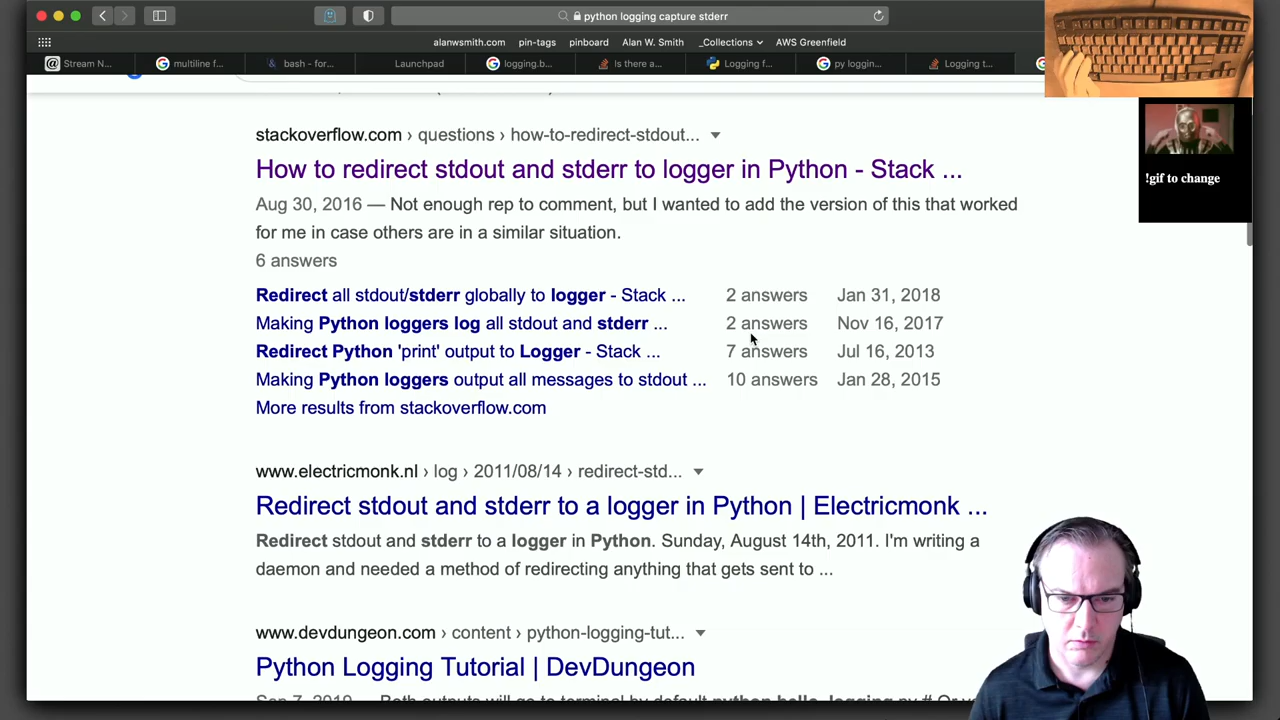 python logging capture stderr
alanwsmith.com pin-tags pinboard Alan W. Smith _Collections AWS Greenfield
Stream N... multiline f... bash - for... Launchpad logging.b... Is there a... Logging f... py loggin... Logging t...
stackoverflow.com › questions › how-to-redirect-stdout...
How to redirect stdout and stderr to logger in Python - Stack ...
Aug 30, 2016 — Not enough rep to comment, but I wanted to add the version of this that worked
for me in case others are in a similar situation.
6 answers
Redirect all stdout/stderr globally to logger - Stack ... 2 answers Jan 31, 2018
Making Python loggers log all stdout and stderr ... 2 answers Nov 16, 2017
Redirect Python 'print' output to Logger - Stack ... 7 answers Jul 16, 2013
Making Python loggers output all messages to stdout ... 10 answers Jan 28, 2015
More results from stackoverflow.com
www.electricmonk.nl › log › 2011/08/14 › redirect-std...
Redirect stdout and stderr to a logger in Python | Electricmonk ...
Redirect stdout and stderr to a logger in Python. Sunday, August 14th, 2011. I'm writing a
daemon and needed a method of redirecting anything that gets sent to ...
www.devdungeon.com › content › python-logging-tut...
Python Logging Tutorial | DevDungeon
!gif to change